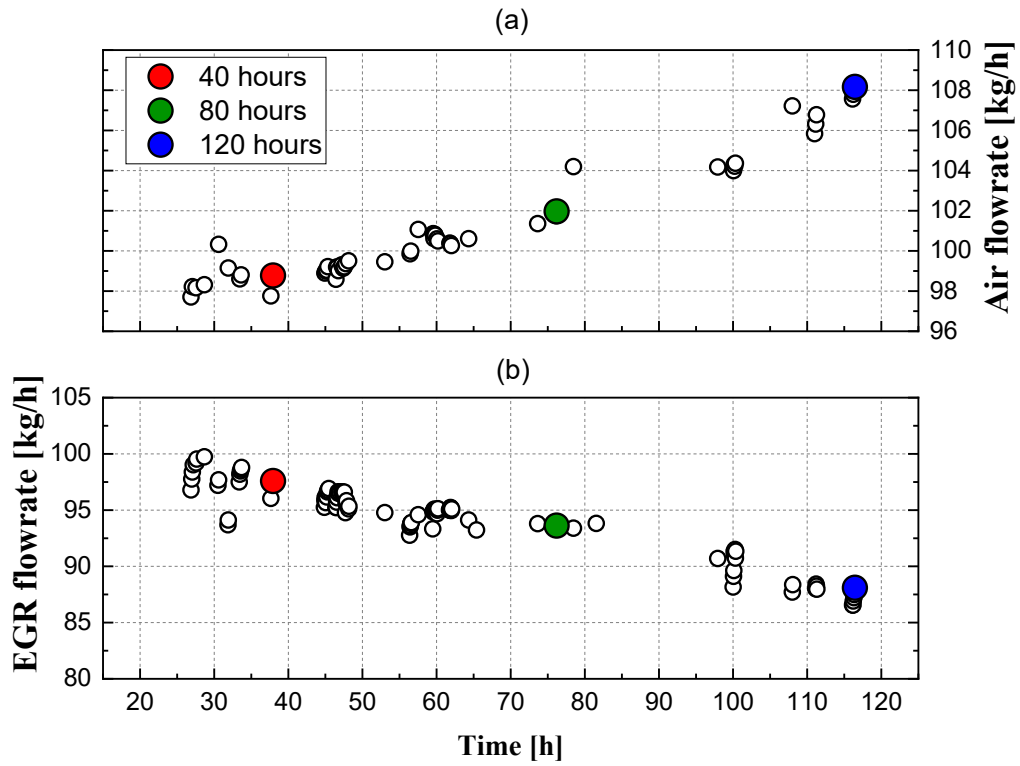 (a)
40 hours
80 hours
120 hours
110
108
106
104
102
100
98
96
Air flowrate [kg/h]
(b)
EGR flowrate [kg/h]
105
100
95
90
85
80
20 30 40 50 60 70 80 90 100 110 120
Time [h]